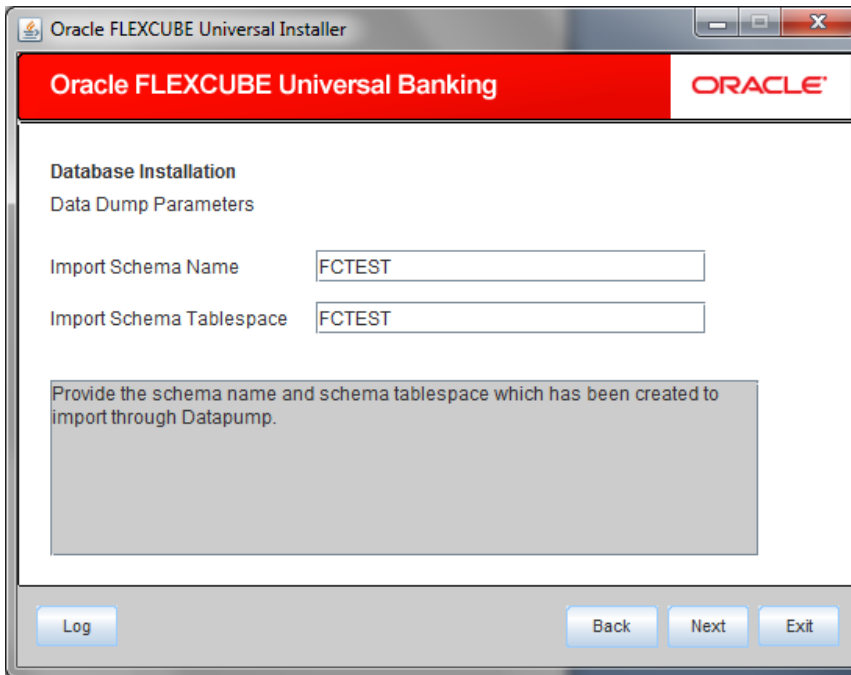 Oracle FLEXCUBE Universal Installer
Oracle FLEXCUBE Universal Banking
ORACLE
Database Installation
Data Dump Parameters
Import Schema Name FCTEST
Import Schema Tablespace FCTEST
Provide the schema name and schema tablespace which has been created to
import through Datapump.
Log Back Next Exit